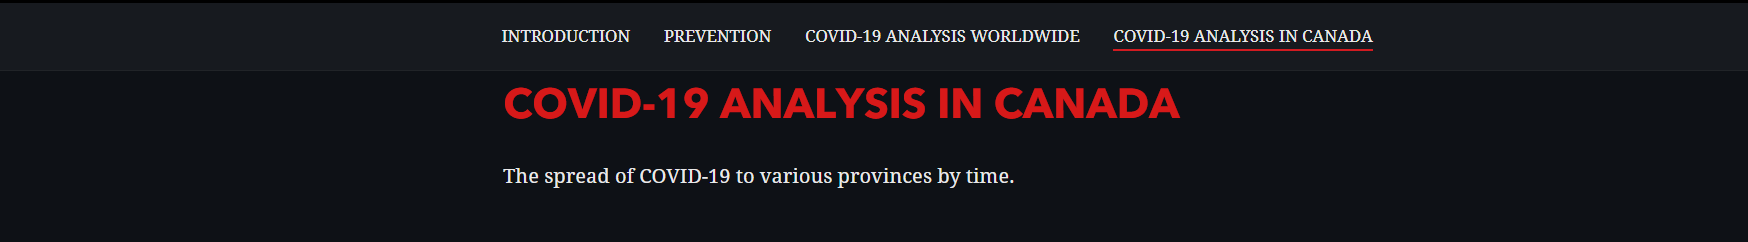 INTRODUCTION PREVENTION COVID-19 ANALYSIS WORLDWIDE COVID-19 ANALYSIS IN CANADA
COVID-19 ANALYSIS IN CANADA
The spread of COVID-19 to various provinces by time.